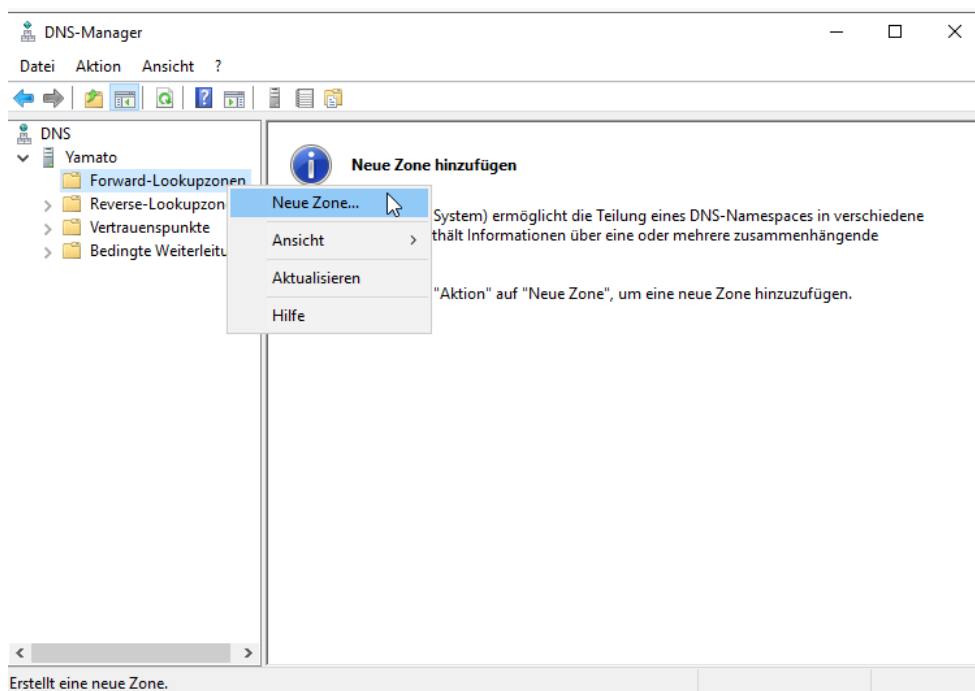 DNS-Manager
Datei Aktion Ansicht ?
DNS
Yamato
Forward-Lookupzonen
Reverse-Lookupzon
Vertrauenspunkte
Bedingte Weiterleitu
Neue Zone...
Ansicht
Aktualisieren
Hilfe
Neue Zone hinzufügen
System) ermöglicht die Teilung eines DNS-Namespaces in verschiedene
thält Informationen über eine oder mehrere zusammenhängende
"Aktion" auf "Neue Zone", um eine neue Zone hinzuzufügen.
Erstellt eine neue Zone.